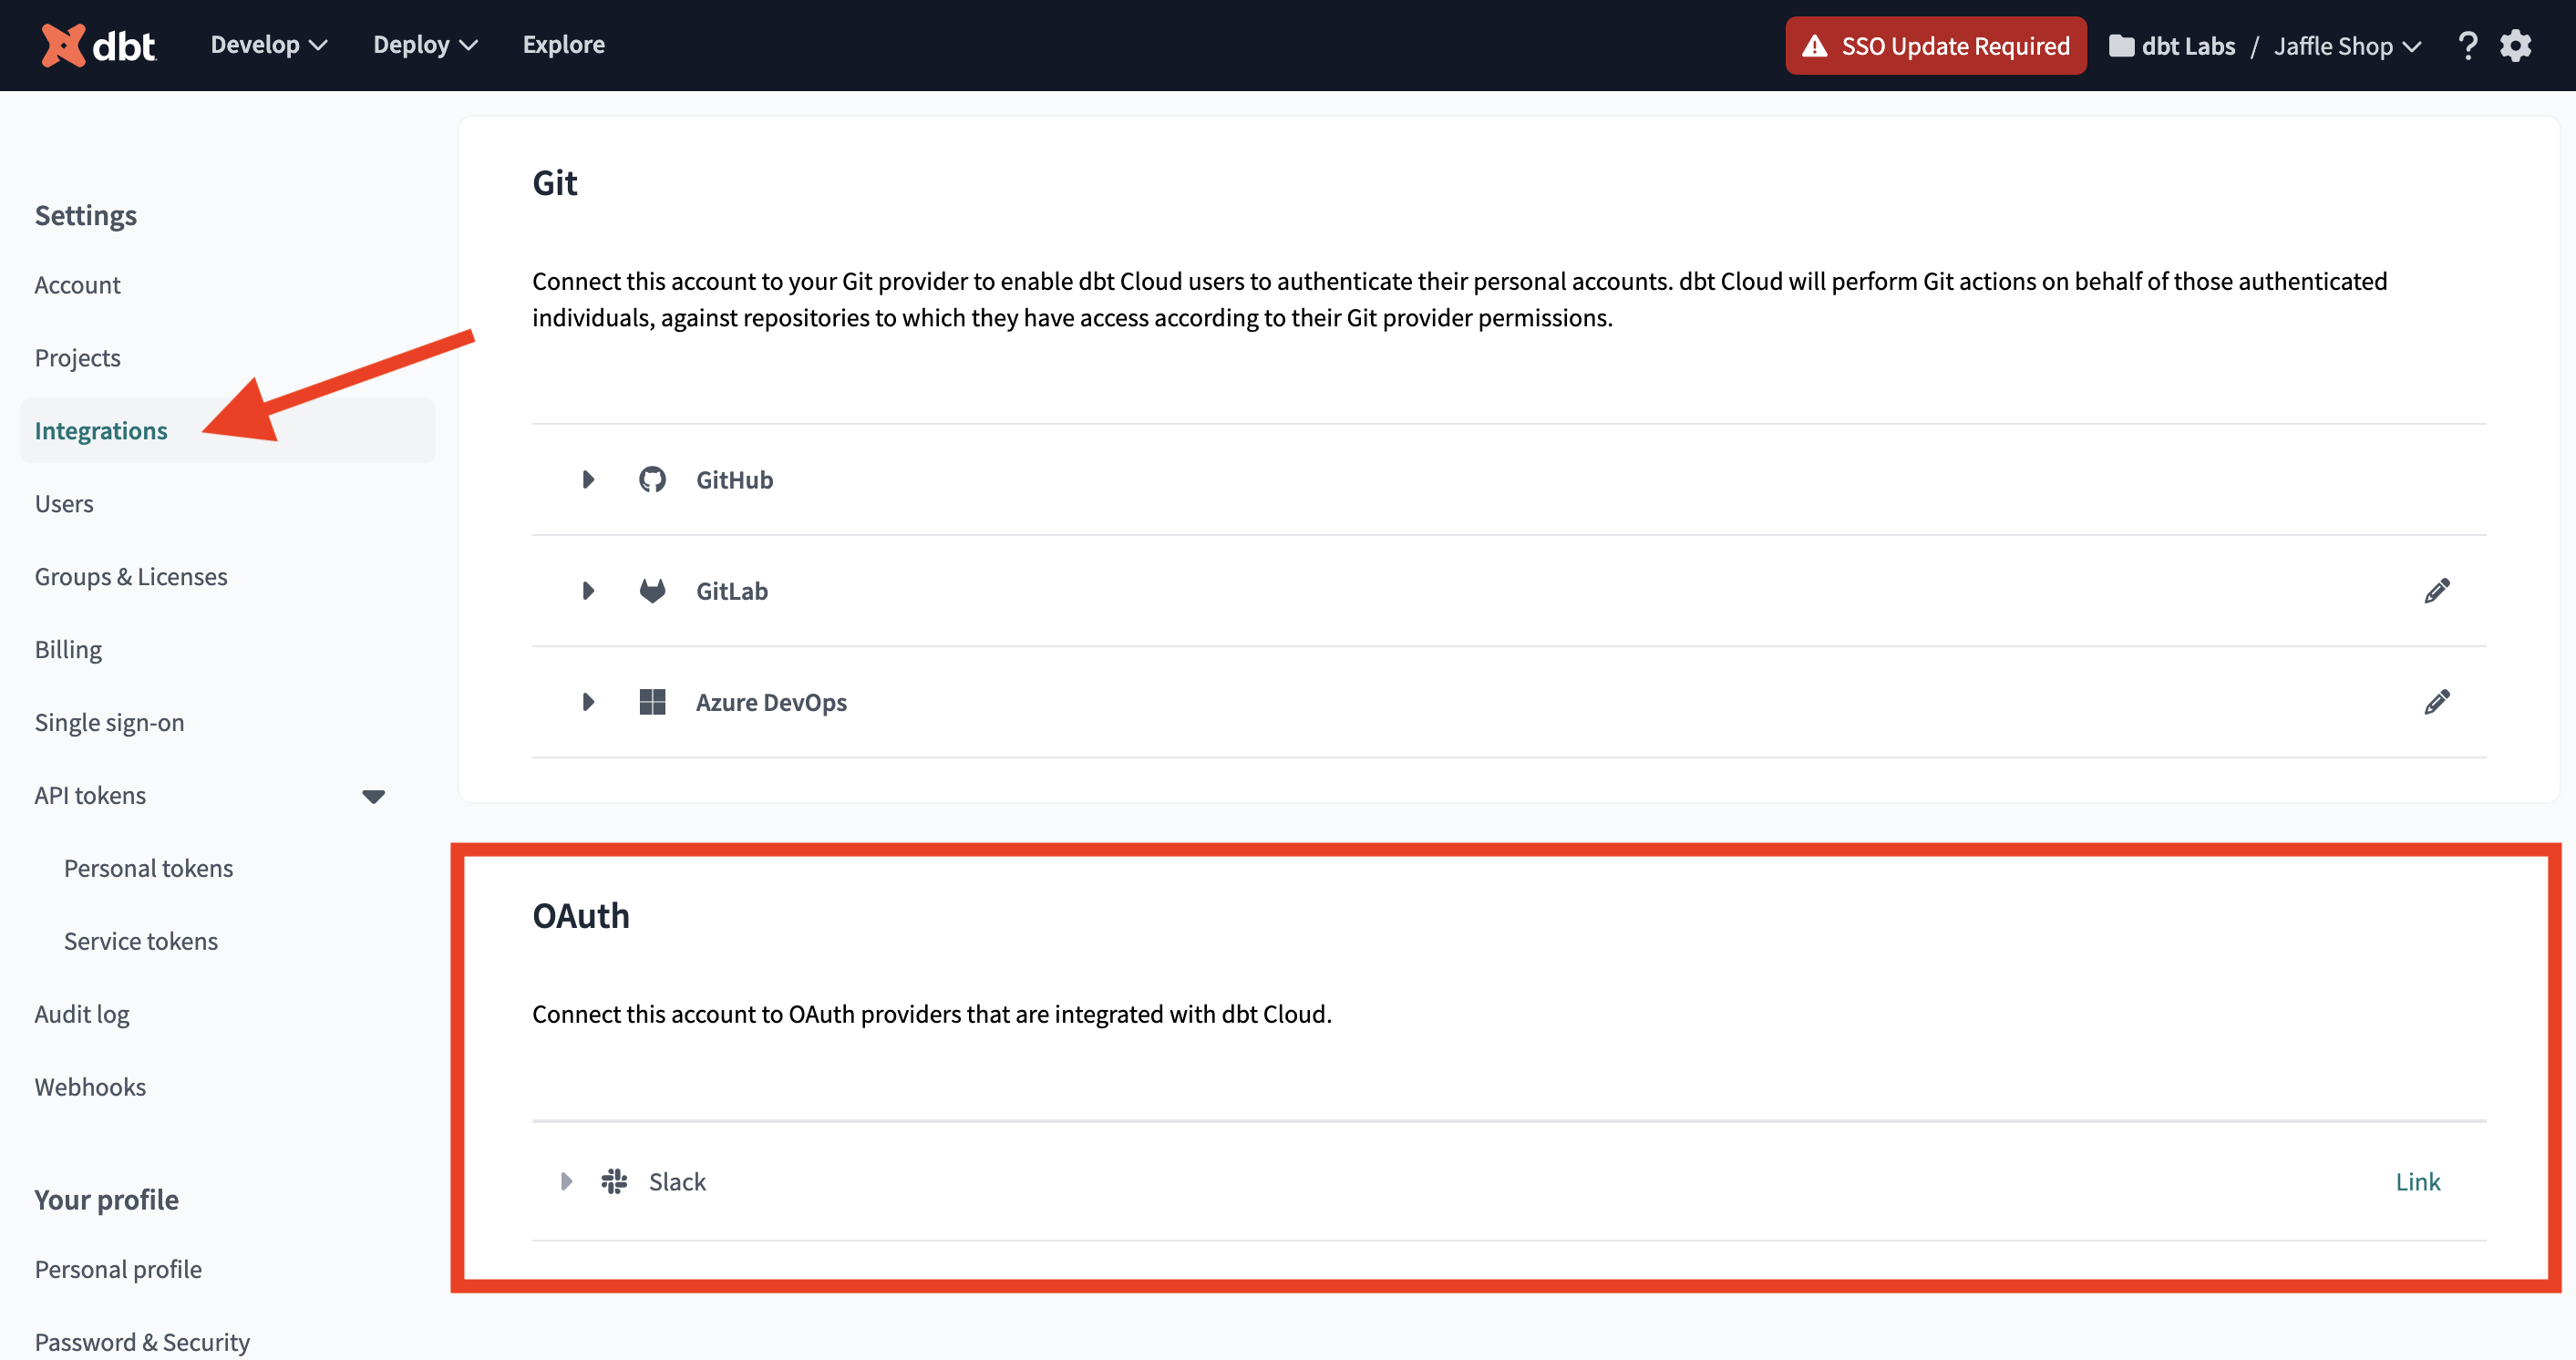 dbt
Develop
Deploy
Explore
SSO Update Required
dbt Labs / Jaffle Shop
?
Settings
Account
Projects
Integrations
Users
Groups & Licenses
Billing
Single sign-on
API tokens
Personal tokens
Service tokens
Audit log
Webhooks
Your profile
Personal profile
Password & Security
Git
Connect this account to your Git provider to enable dbt Cloud users to authenticate their personal accounts. dbt Cloud will perform Git actions on behalf of those authenticated
individuals, against repositories to which they have access according to their Git provider permissions.
GitHub
GitLab
Azure DevOps
OAuth
Connect this account to OAuth providers that are integrated with dbt Cloud.
Slack
Link